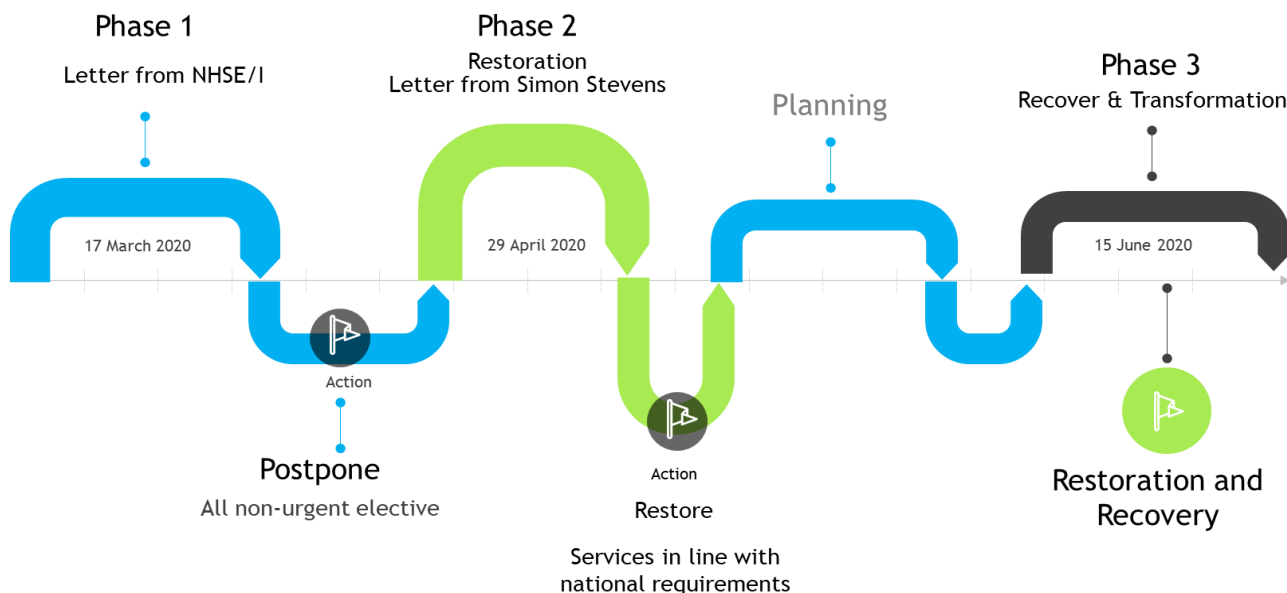 Phase 1
Letter from NHSE/I
17 March 2020
Action
Postpone
All non-urgent elective
Phase 2
Restoration
Letter from Simon Stevens
29 April 2020
Action
Restore
Services in line with
national requirements
Planning
Phase 3
Recover & Transformation
15 June 2020
Restoration and
Recovery